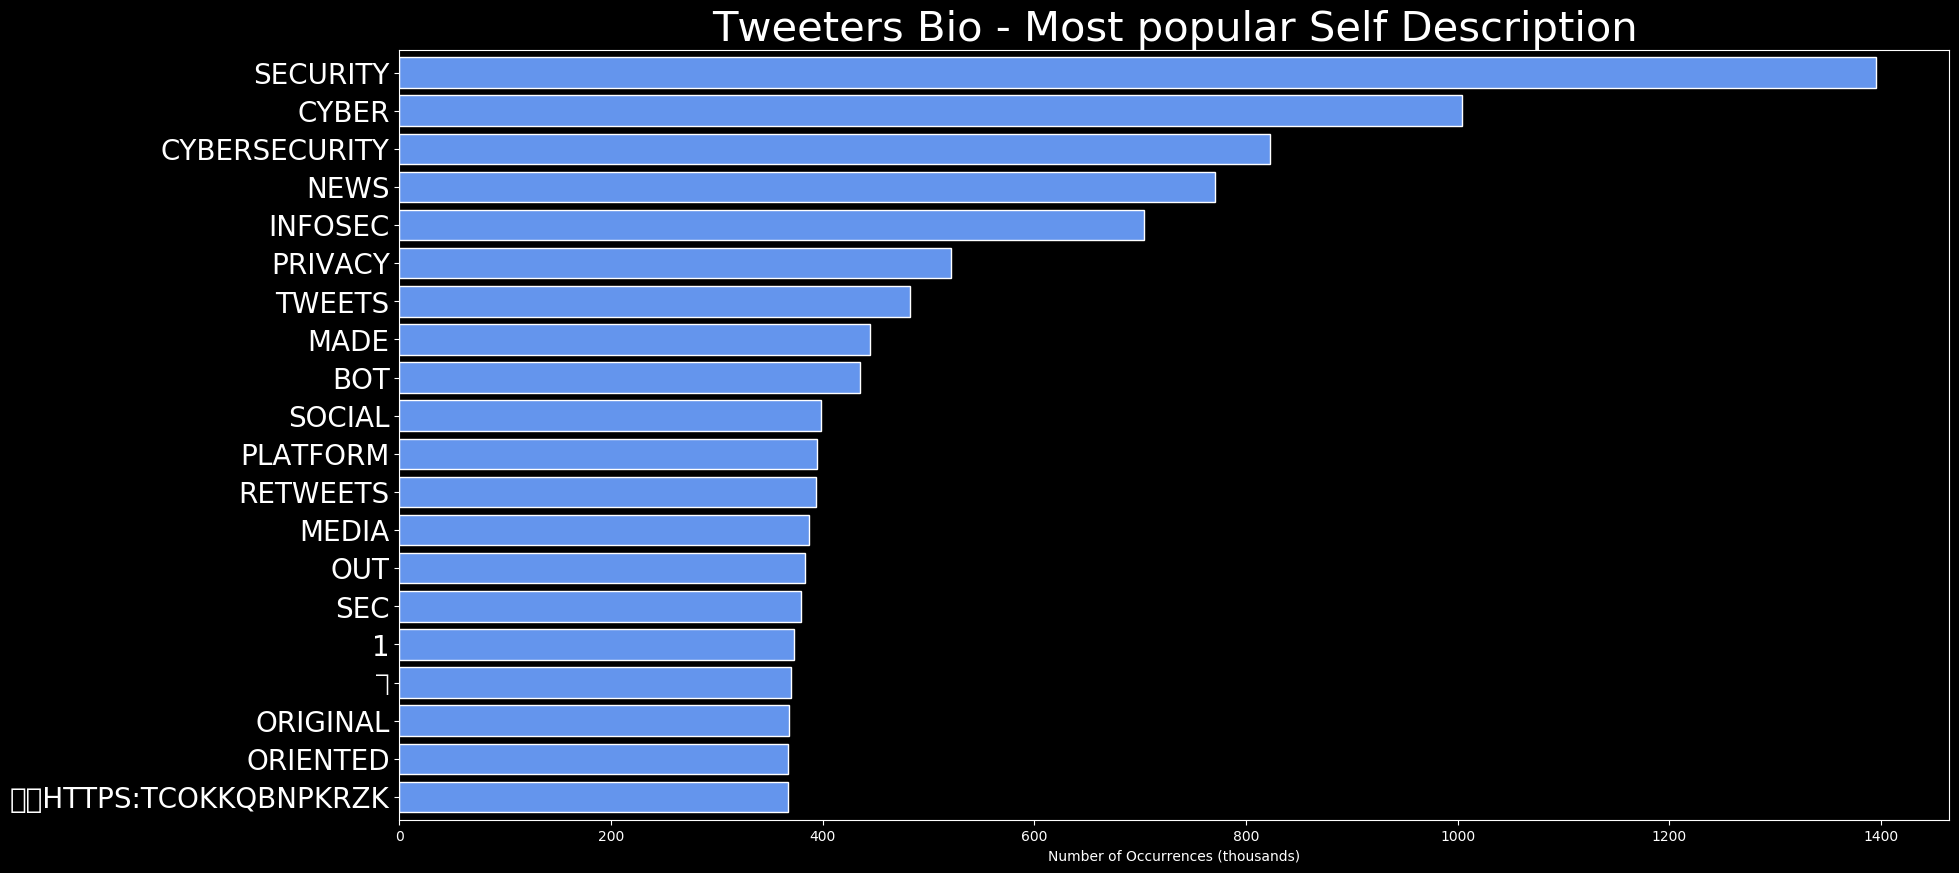 Tweeters Bio - Most popular Self Description
SECURITY
CYBER
CYBERSECURITY
NEWS
INFOSEC
PRIVACY
TWEETS
MADE
BOT
SOCIAL
PLATFORM
RETWEETS
MEDIA
OUT
SEC
1
ORIGINAL
ORIENTED
HTTPS:TCOKKQBNPKRZK
0 200 400 600 800 1000 1200 1400
Number of Occurrences (thousands)